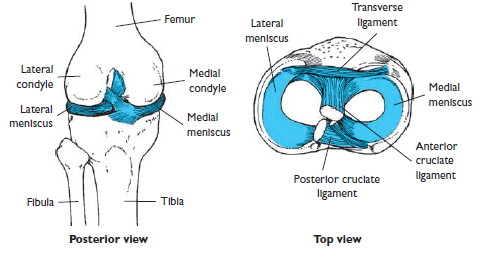 Femur
Lateral
condyle
Medial
condyle
Lateral
meniscus
Medial
meniscus
Fibula
Tibia
Posterior view
Transverse
ligament
Lateral
meniscus
Medial
meniscus
Anterior
cruciate
ligament
Posterior cruciate
ligament
Top view